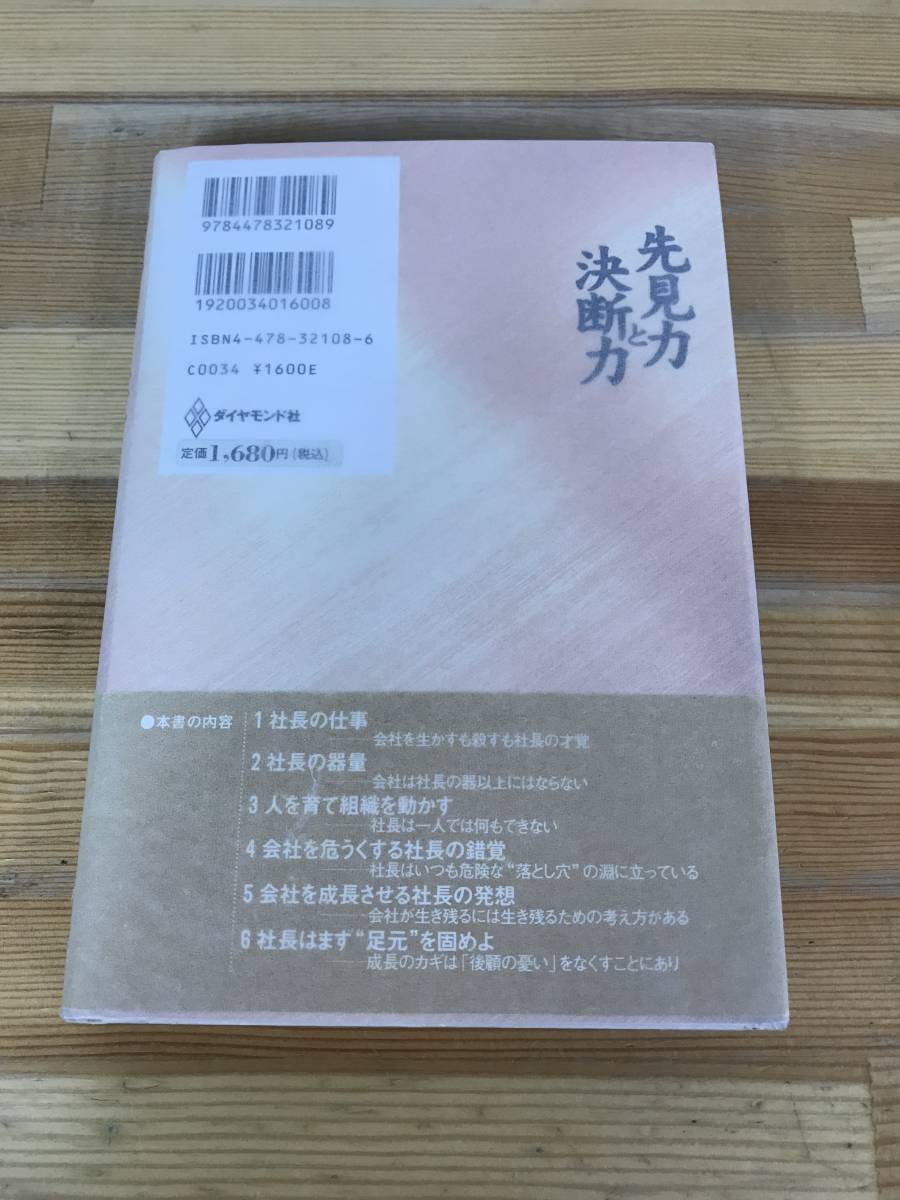 9784478321089
1920034016008
ISBN4-478-32108-6
C0034 ¥1600E
ダイヤモンド社
定価1,680円(税込)
先見力と
決断力
●本書の内容
1 社長の仕事
会社を生かすも殺すも社長の才覚
2 社長の器量
会社は社長の器以上にはならない
3 人を育て組織を動かす
社長は一人では何もできない
4 会社を危うくする社長の錯覚
社長はいつも危険な“落とし穴”の淵に立っている
5 会社を成長させる社長の発想
会社が生き残るには生き残るための考え方がある
6 社長はまず“足元”を固めよ
成長のカギは「後顧の憂い」をなくすことにあり